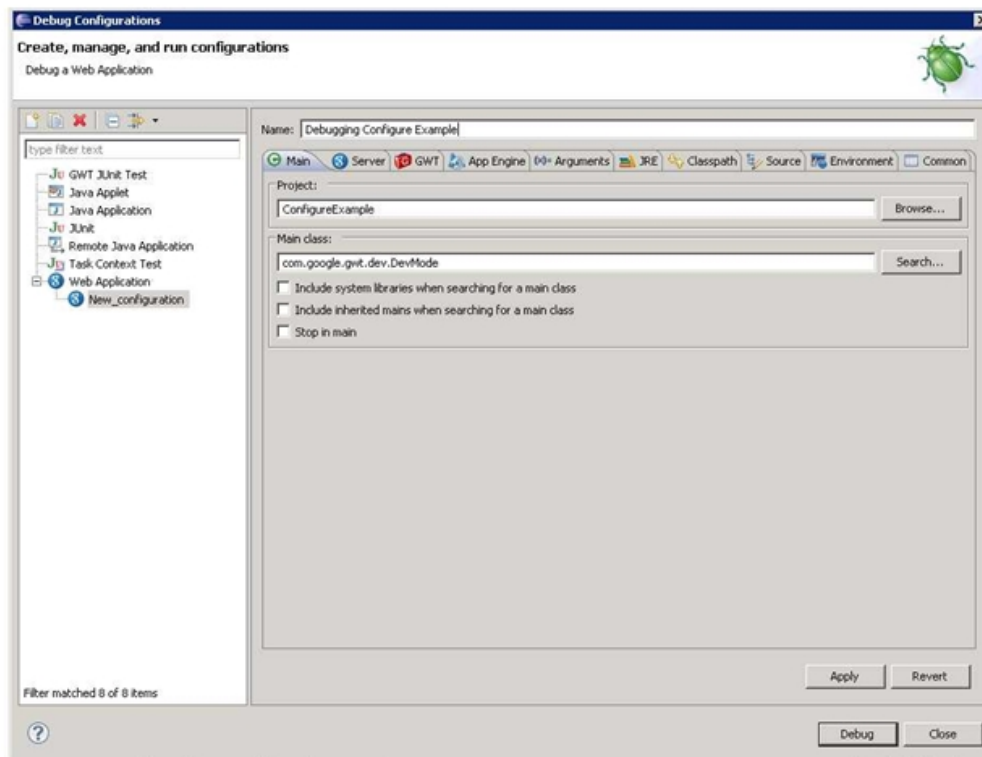 Debug Configurations
Create, manage, and run configurations
Debug a Web Application
type filter text
GWT JUnit Test
Java Applet
Java Application
JUnit
Remote Java Application
Task Context Test
Web Application
New_configuration
Filter matched 8 of 8 items
Name: Debugging Configure Example
Main Server GWT App Engine Arguments JRE Classpath Source Environment Common
Project:
ConfigureExample Browse...
Main class:
com.google.gwt.dev.DevMode Search...
Include system libraries when searching for a main class
Include inherited mains when searching for a main class
Stop in main
Apply Revert
Debug Close